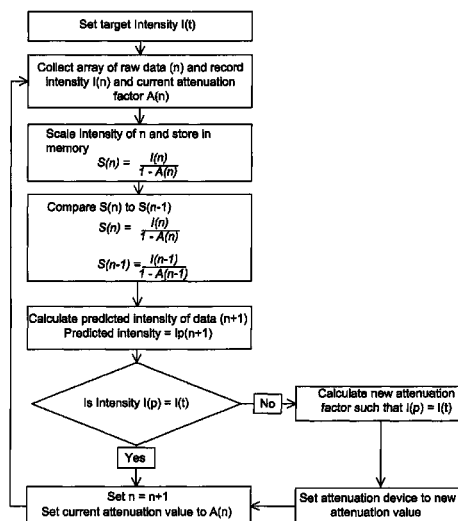 Set target Intensity I(t)
Collect array of raw data (n) and record
intensity I(n) and current attenuation
factor A(n)
Scale Intensity of n and store in
memory
S(n) = I(n)
1 - A(n)
Compare S(n) to S(n-1)
S(n) = I(n)
1 - A(n)
S(n-1) = I(n-1)
1 - A(n-1)
Calculate predicted intensity of data (n+1)
Predicted intensity = Ip(n+1)
Is Intensity I(p) = I(t)
No
Calculate new attenuation
factor such that I(p) = I(t)
Yes
Set n = n+1
Set current attenuation value to A(n)
Set attenuation device to new
attenuation value